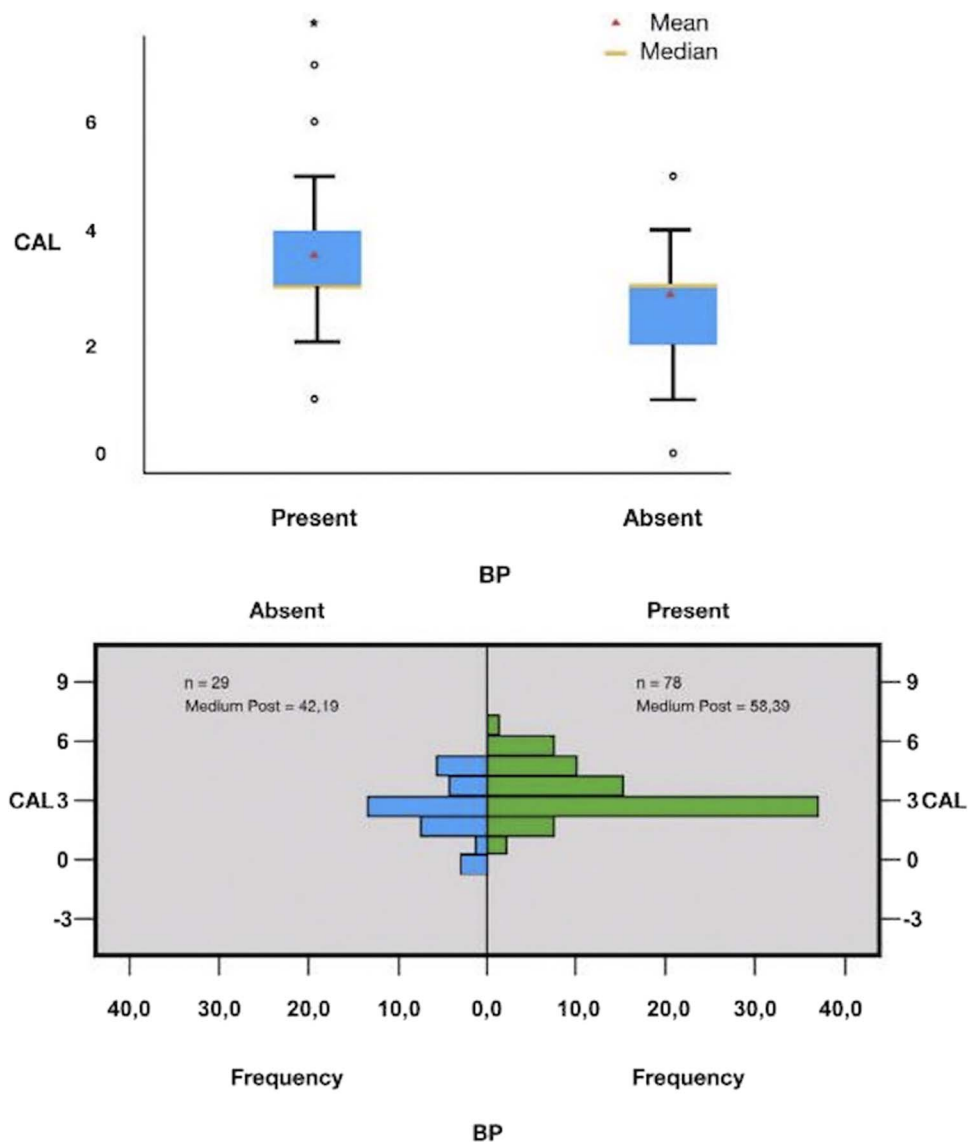 Mean
Median
6
4
CAL
2
0
Present Absent
BP
Absent Present
n = 29 n = 78
Medium Post = 42,19 Medium Post = 58,39
9 9
6 6
CAL 3 3 CAL
0 0
-3 -3
40,0 30,0 20,0 10,0 0,0 10,0 20,0 30,0 40,0
Frequency Frequency
BP